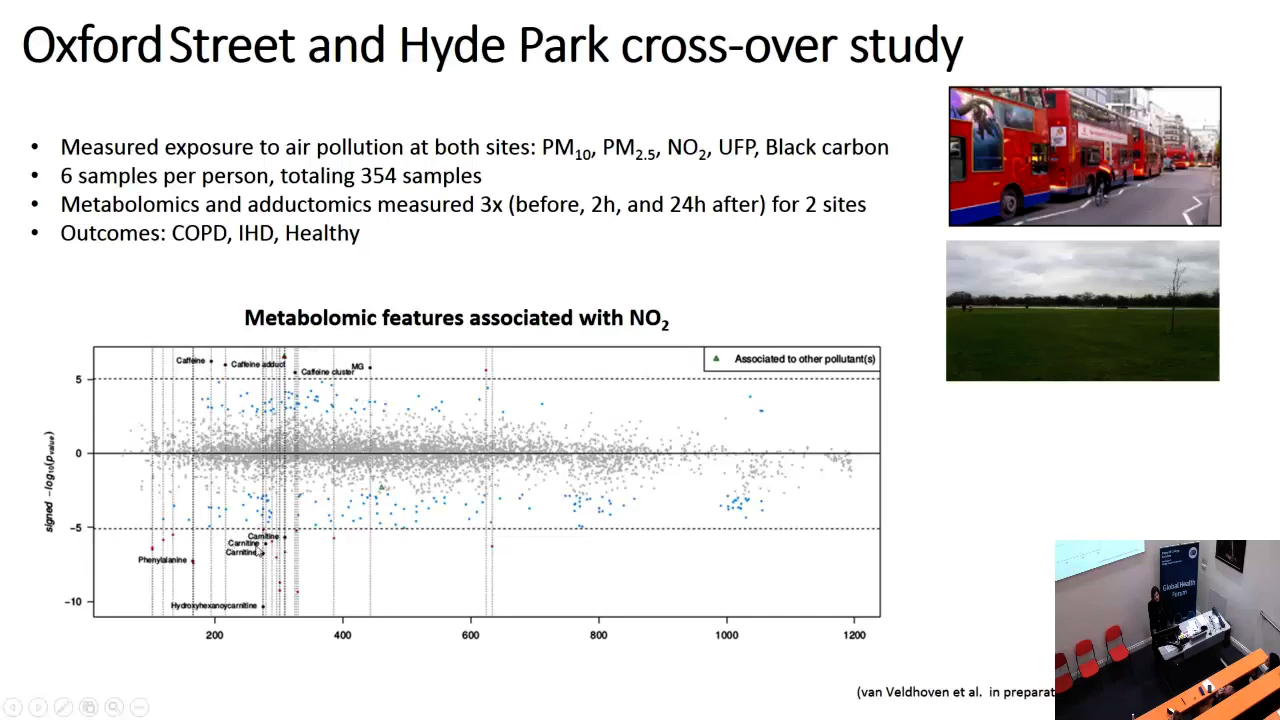 Oxford Street and Hyde Park cross-over study
• Measured exposure to air pollution at both sites: PM10, PM2.5, NO2, UFP, Black carbon
• 6 samples per person, totaling 354 samples
• Metabolomics and adductomics measured 3x (before, 2h, and 24h after) for 2 sites
• Outcomes: COPD, IHD, Healthy
Metabolomic features associated with NO2
Associated to other pollutant(s)
Caffeine
Caffeine adduct
Caffeine cluster
MG
5
0
−5
−10
signed −log10(pvalue)
Carnitine
Carnitine
Carnitine
Phenylalanine
Hydroxyhexanoycarnitine
200
400
600
800
1000
1200
(van Veldhoven et al. in preparat
Global Health
Forum